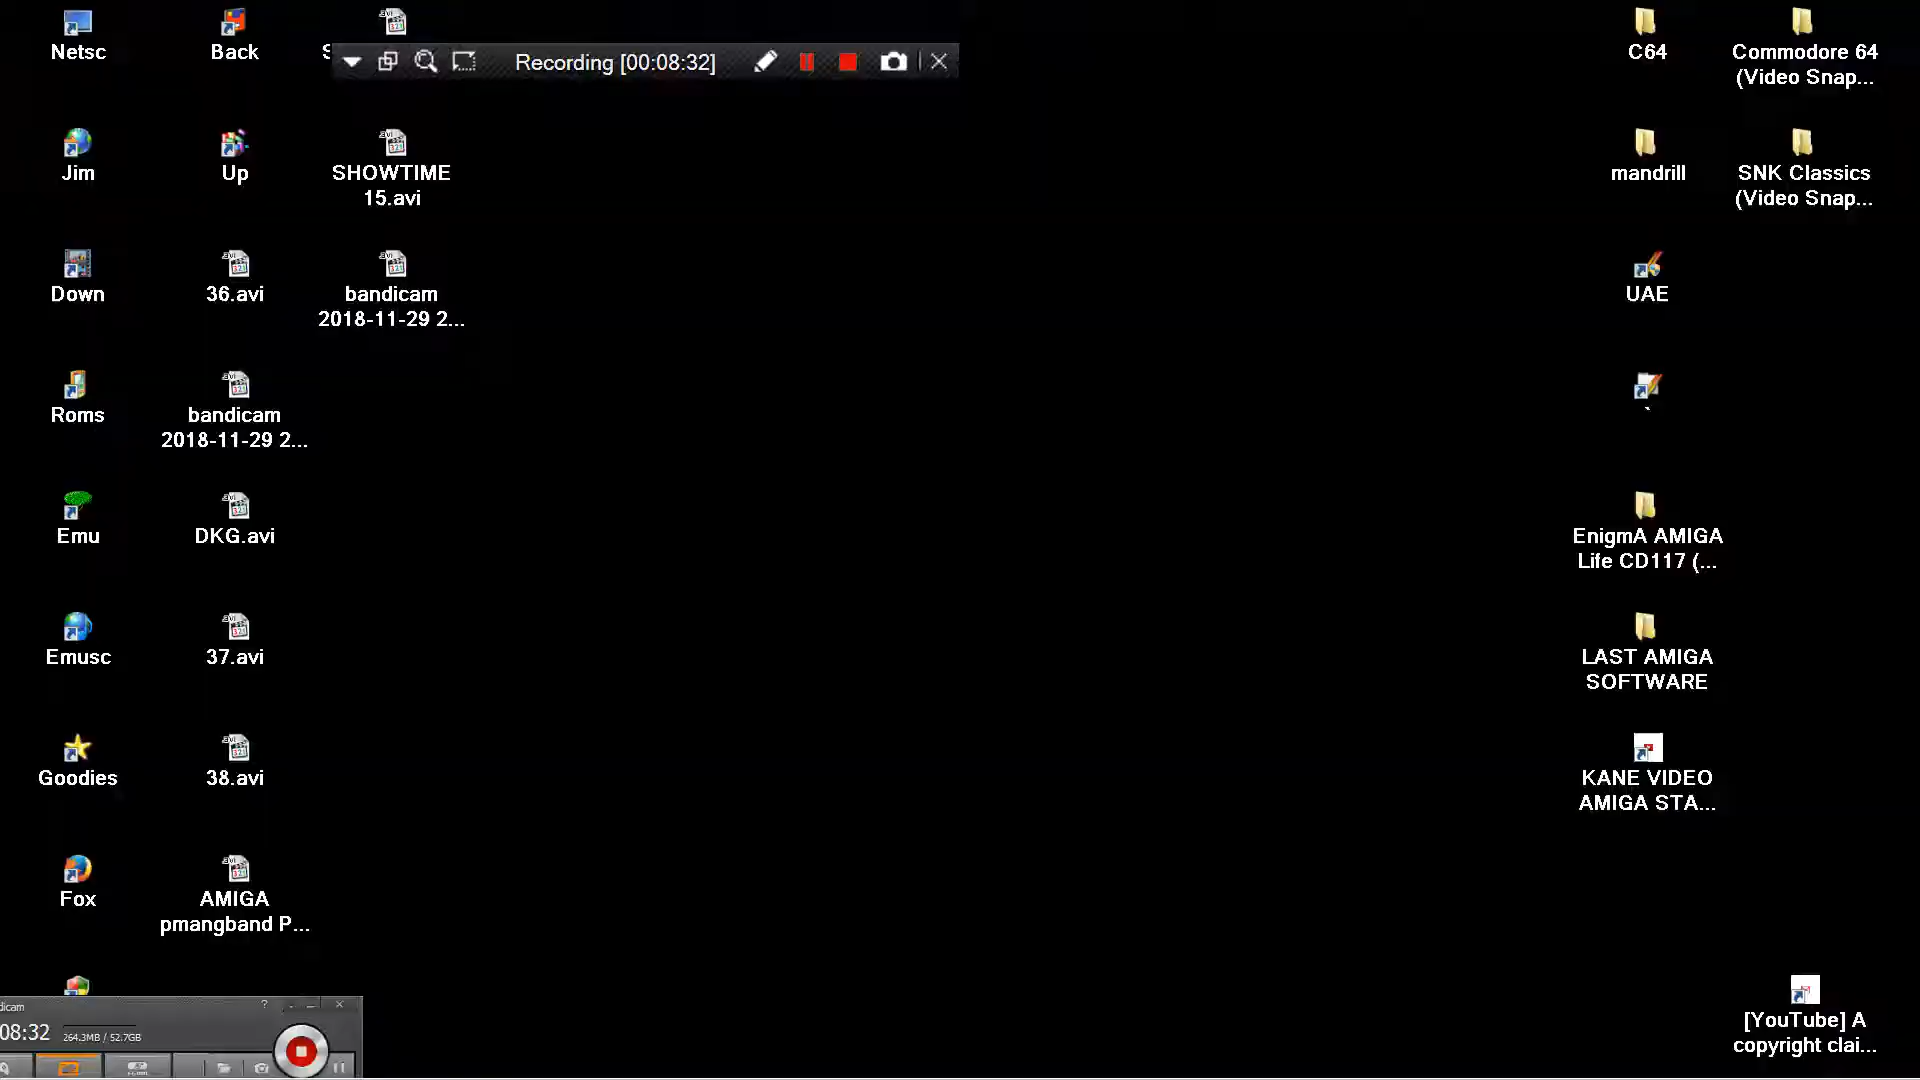 Netsc
Back
S
Recording [00:08:32]
C64
Commodore 64
(Video Snap...
Jim
Up
SHOWTIME
15.avi
mandrill
SNK Classics
(Video Snap...
Down
36.avi
bandicam
2018-11-29 2...
UAE
Roms
bandicam
2018-11-29 2...
Emu
DKG.avi
EnigmA AMIGA
Life CD117 (...
Emusc
37.avi
LAST AMIGA
SOFTWARE
Goodies
38.avi
KANE VIDEO
AMIGA STA...
Fox
AMIGA
pmangband P...
dicam
?
08:32
264.3MB / 52.7GB
[YouTube] A
copyright clai...